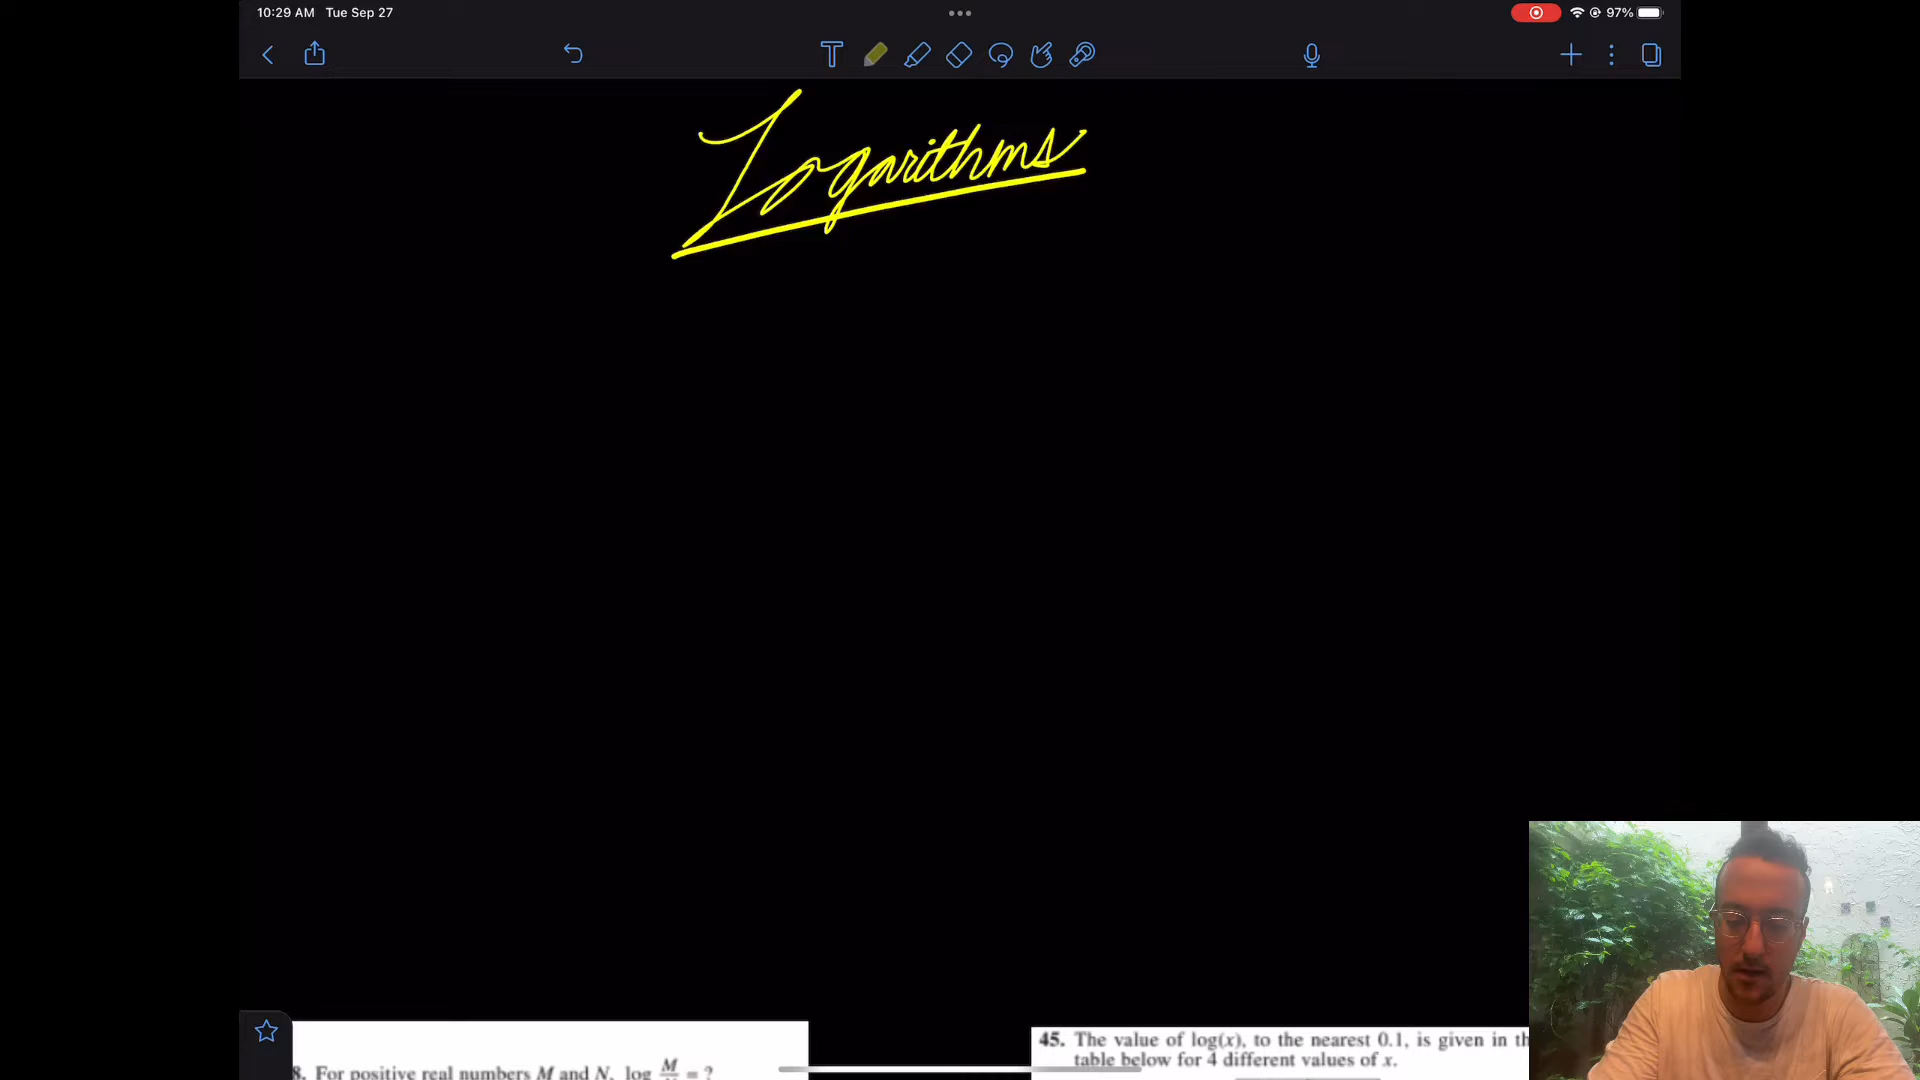 10:29 AM Tue Sep 27
97%
Logarithms
8. For positive real numbers M and N, log M = ?
45. The value of log(x), to the nearest 0.1, is given in
table below for 4 different values of x.